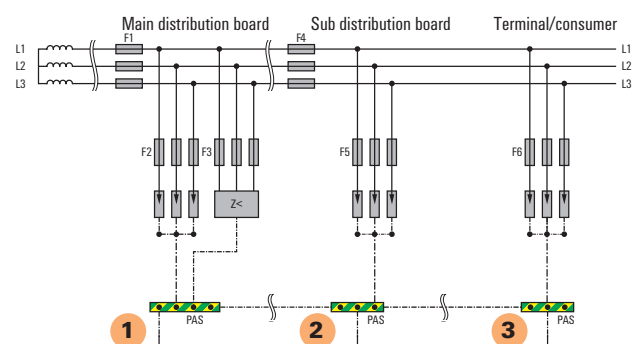 Main distribution board Sub distribution board Terminal/consumer
F1 F4
L1 L1
L2 L2
L3 L3
F2 F3 F5 F6
Z<
PAS PAS PAS
1 2 3